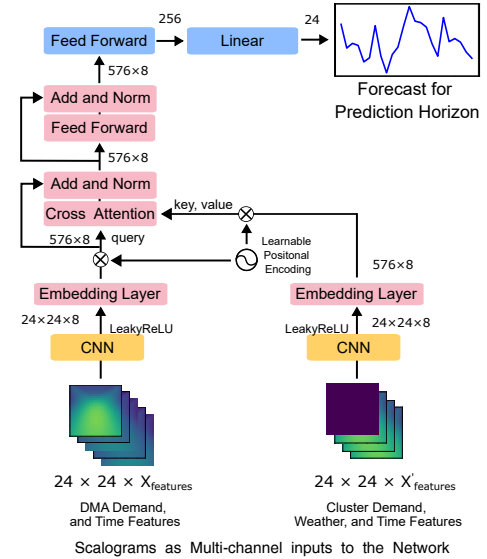 256
24
Feed Forward
Linear
576×8
Forecast for
Prediction Horizon
Add and Norm
Feed Forward
576×8
Add and Norm
key, value
Cross Attention
576×8
query
Learnable
Positonal
Encoding
576×8
Embedding Layer
Embedding Layer
24×24×8
LeakyReLU
LeakyReLU
24×24×8
CNN
CNN
24 × 24 × Xfeatures
24 × 24 × X'features
DMA Demand,
and Time Features
Cluster Demand,
Weather, and Time Features
Scalograms as Multi-channel inputs to the Network